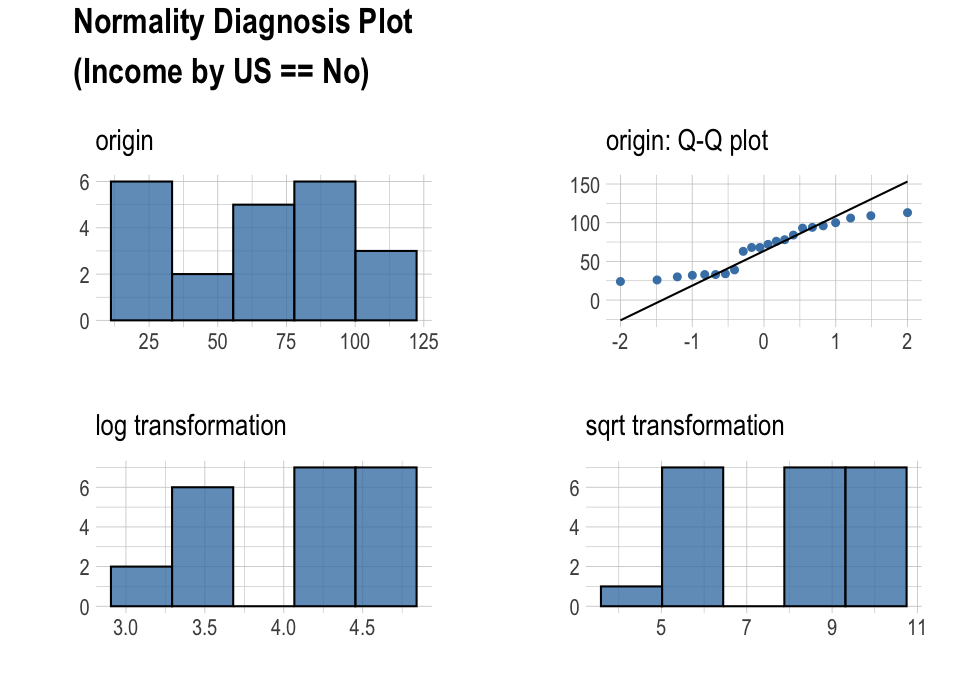 Normality Diagnosis Plot
(Income by US == No)
origin
6
4
2
0
25 50 75 100 125
origin: Q-Q plot
150
100
50
0
-2 -1 0 1 2
log transformation
6
4
2
0
3.0 3.5 4.0 4.5
sqrt transformation
6
4
2
0
5 7 9 11